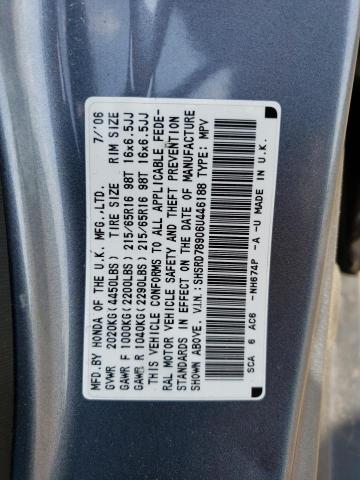 MFG.BY HONDA OF THE U.K. MFG.,LTD. 7/'06
GVWR 2020KG(4450LBS) TIRE SIZE RIM SIZE
GAWR F 1000KG(2200LBS) 215/65R16 98T 16x6.5JJ
GAWR R 1040KG(2290LBS) 215/65R16 98T 16x6.5JJ
THIS VEHICLE CONFORMS TO ALL APPLICABLE FEDE-
RAL MOTOR VEHICLE SAFETY AND THEFT PREVENTION
STANDARDS IN EFFECT ON THE DATE OF MANUFACTURE
SHOWN ABOVE. V.I.N.: SHSRD78906U446188 TYPE: MPV
SCA 6 AC6 -NH674P -A -U MADE IN U.K.